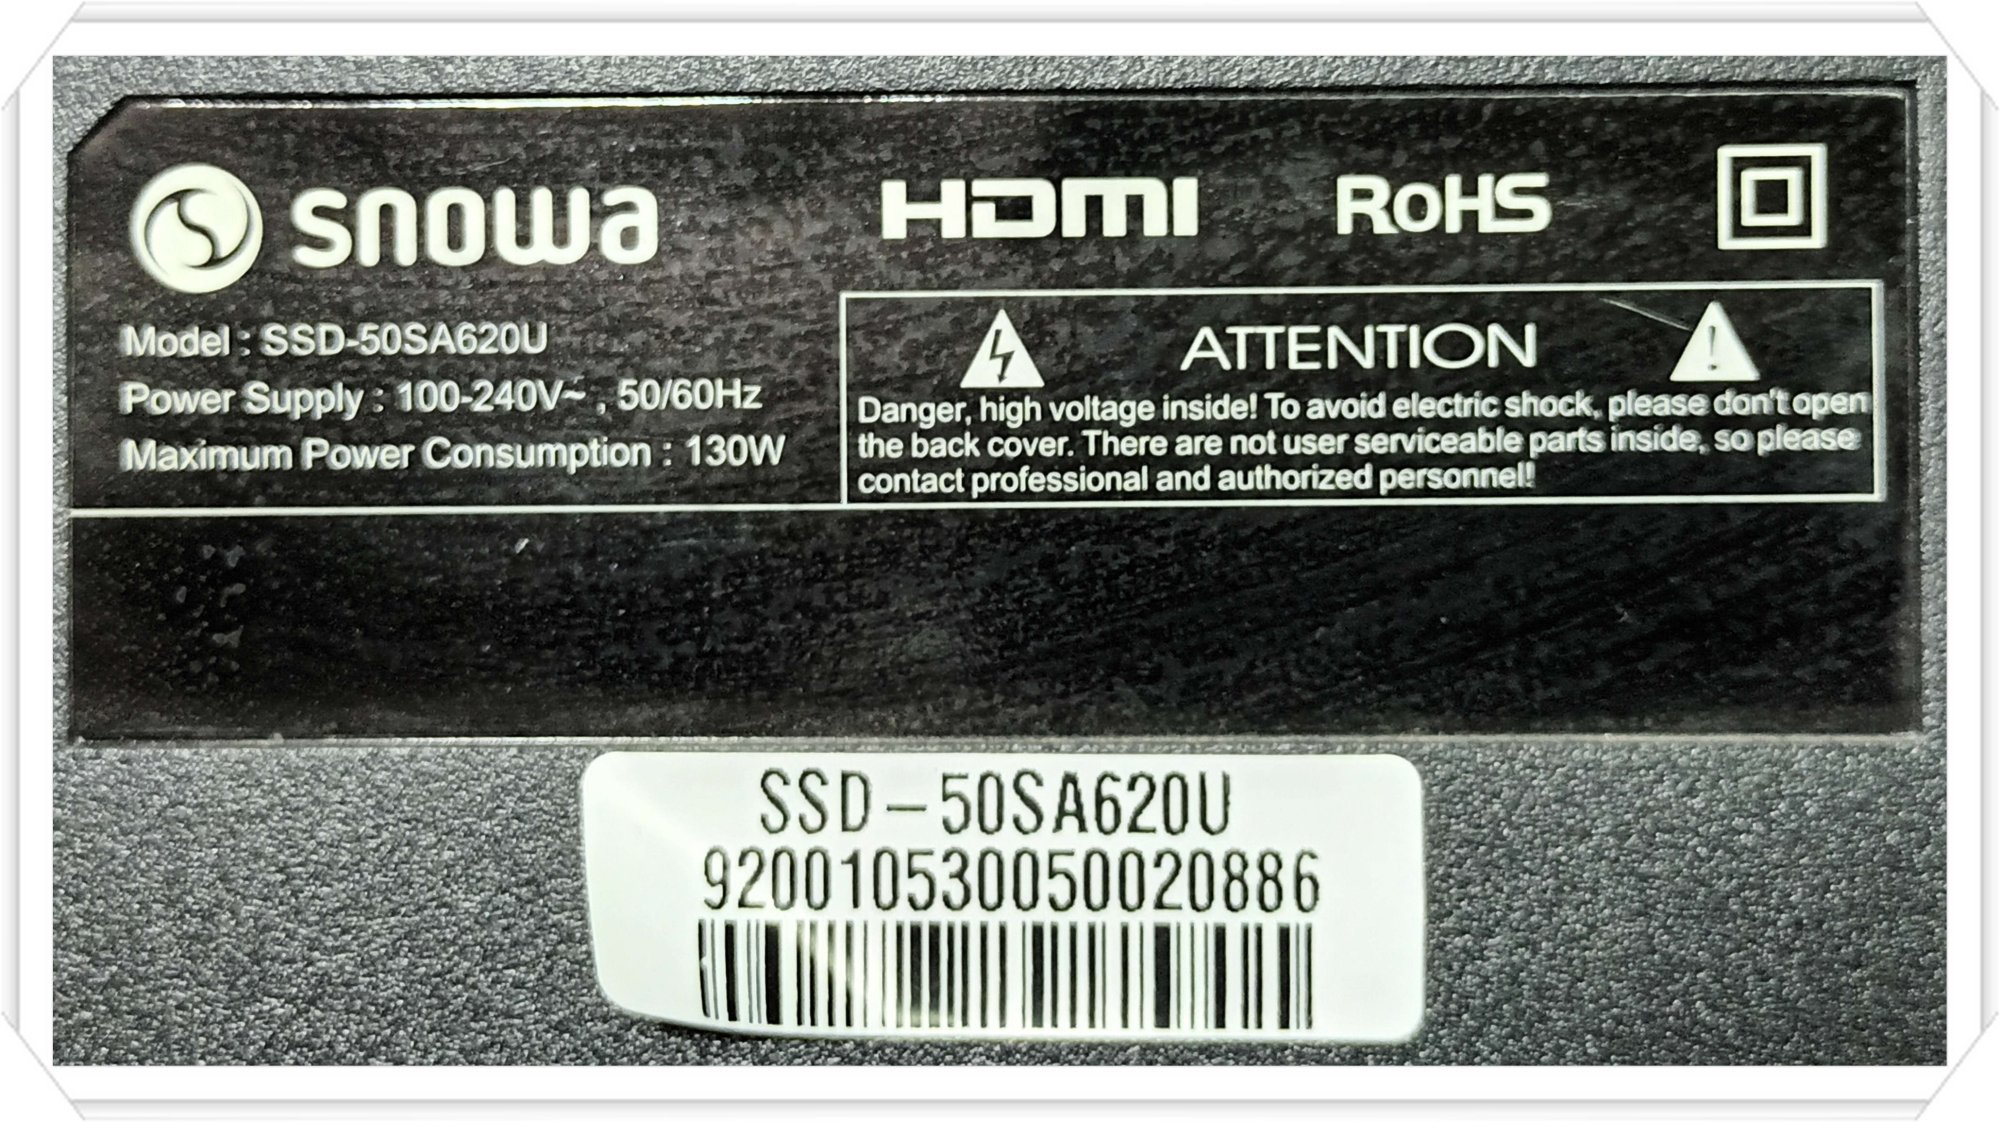 snowa
HDMI
RoHS
Model : SSD-50SA620U
Power Supply : 100-240V~ , 50/60Hz
Maximum Power Consumption : 130W
ATTENTION
Danger, high voltage inside! To avoid electric shock, please don't open
the back cover. There are not user serviceable parts inside, so please
contact professional and authorized personnel!
SSD-50SA620U
920010530050020886